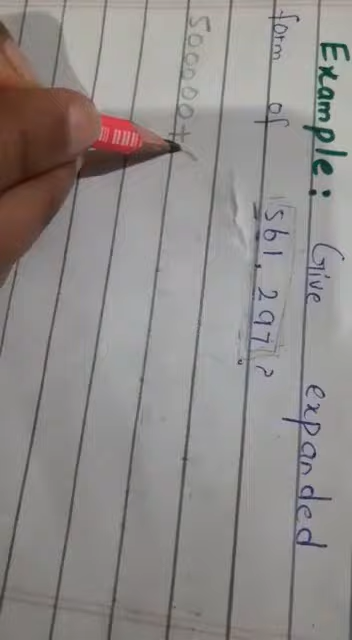 Example: Give expanded
form of 561,297?
500000+